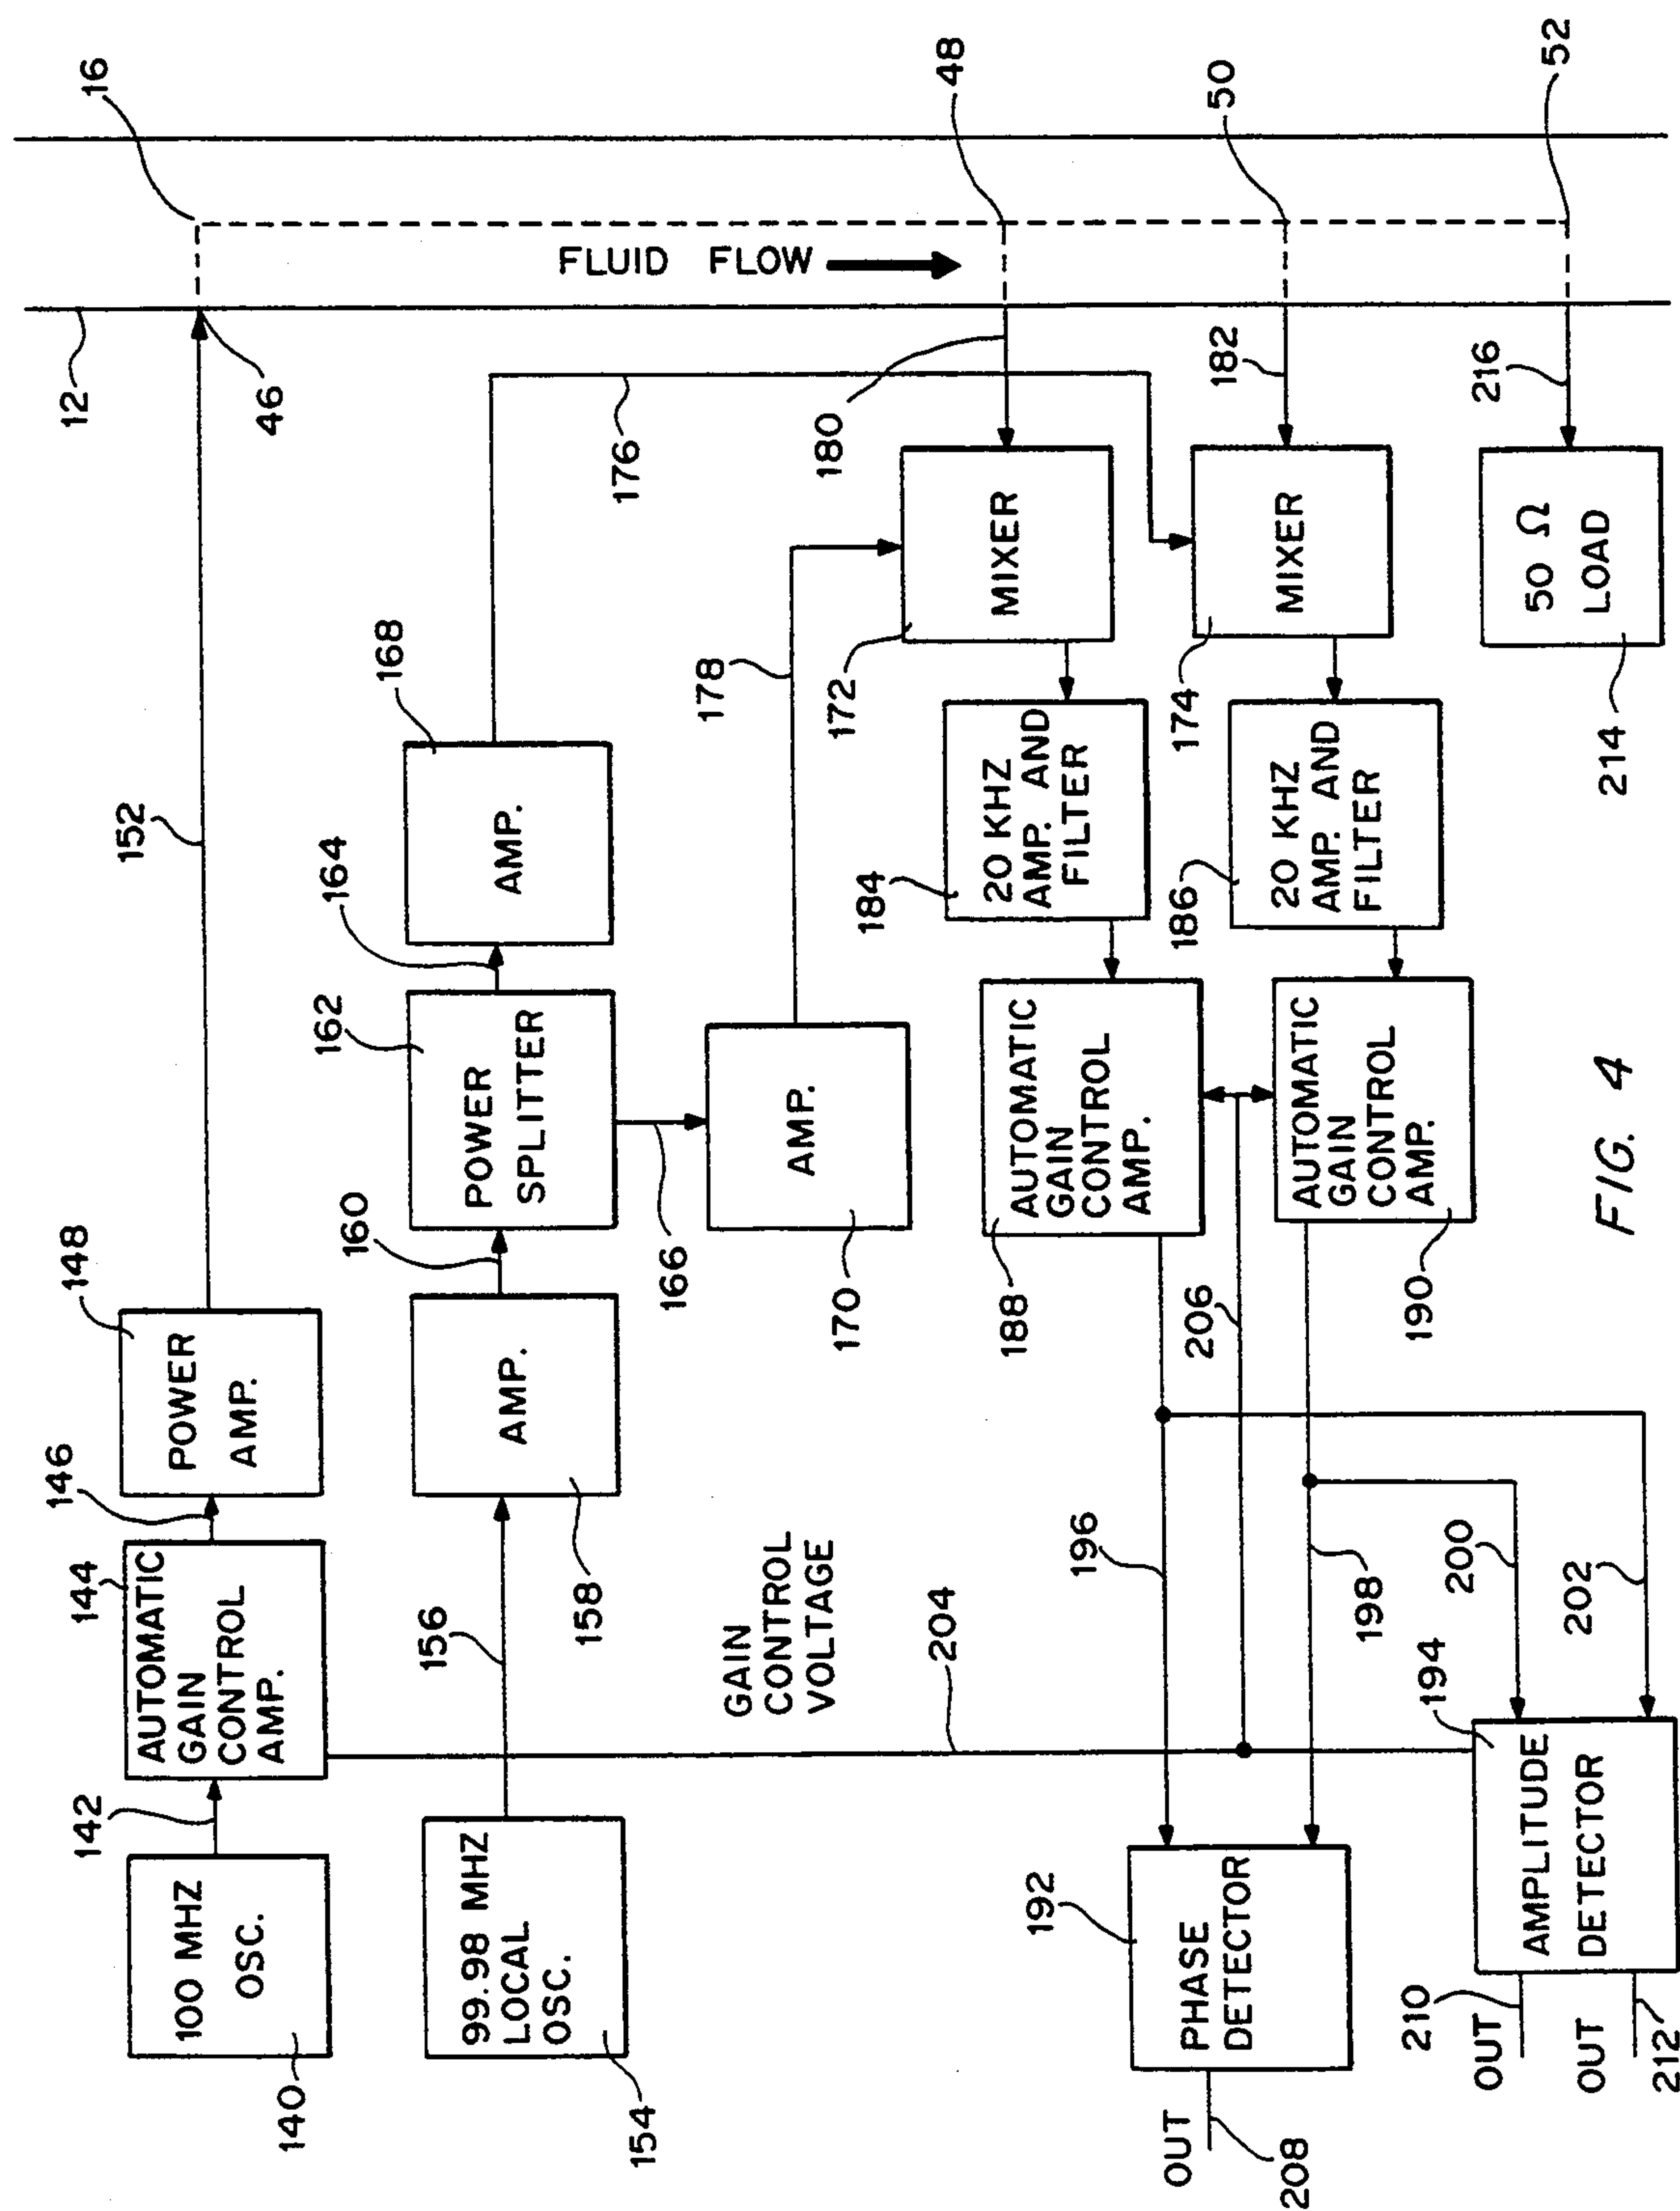 12
46
16
FLUID FLOW
48
50
52
152
176
180
182
216
148
POWER
AMP.
146
144
AUTOMATIC
GAIN
CONTROL
AMP.
142
100 MHZ
OSC.
140
168
AMP.
164
162
POWER
SPLITTER
160
166
AMP.
158
156
99.98 MHZ
LOCAL
OSC.
154
178
AMP.
170
172
MIXER
174
MIXER
50 Ω
LOAD
214
184
20 KHZ
AMP. AND
FILTER
186
20 KHZ
AMP. AND
FILTER
AUTOMATIC
GAIN
CONTROL
AMP.
188
AUTOMATIC
GAIN
CONTROL
AMP.
190
206
GAIN
CONTROL
VOLTAGE
204
196
198
200
202
192
PHASE
DETECTOR
OUT
208
194
AMPLITUDE
DETECTOR
OUT
210
OUT
212
FIG. 4